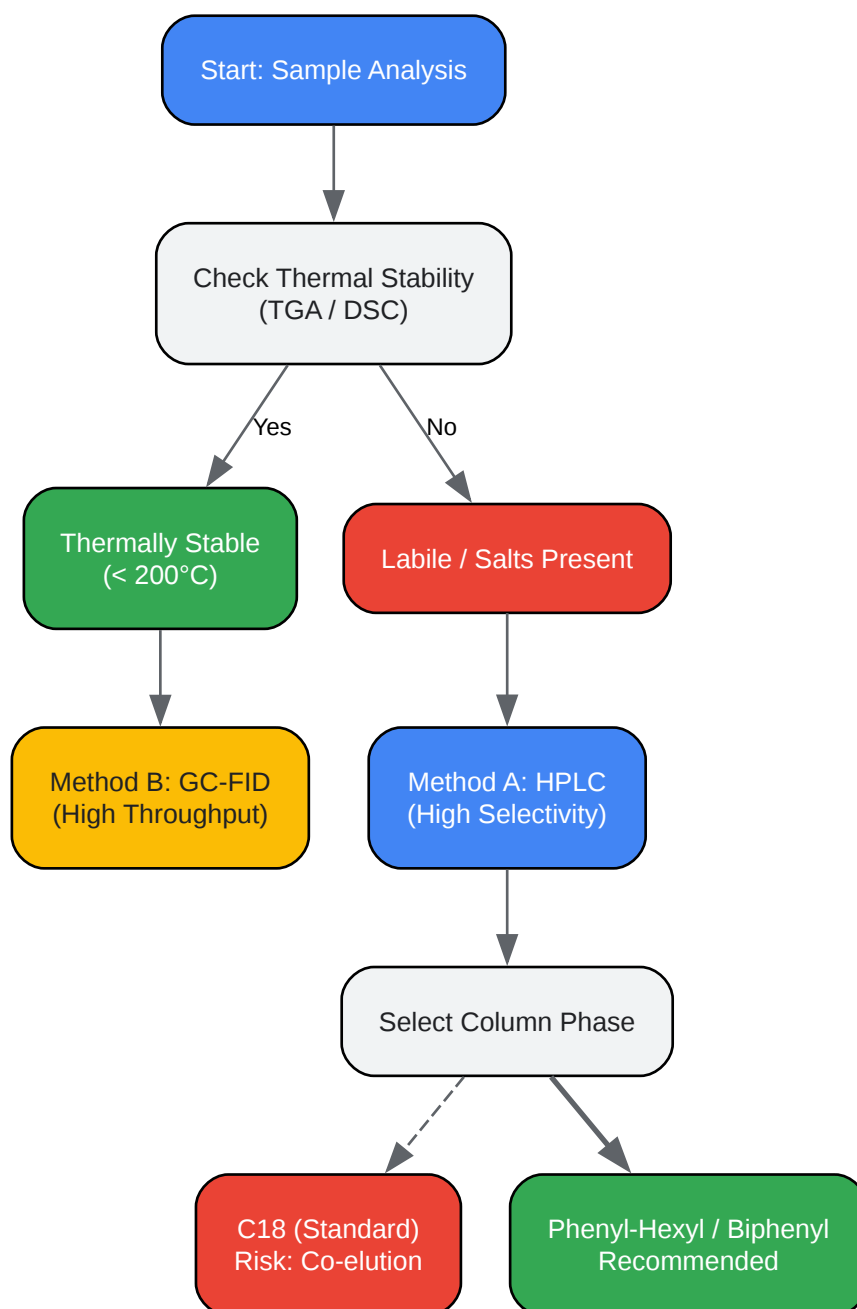 Start: Sample Analysis
Check Thermal Stability
(TGA / DSC)
Yes
No
Thermally Stable
(< 200°C)
Labile / Salts Present
Method B: GC-FID
(High Throughput)
Method A: HPLC
(High Selectivity)
Select Column Phase
C18 (Standard)
Risk: Co-elution
Phenyl-Hexyl / Biphenyl
Recommended